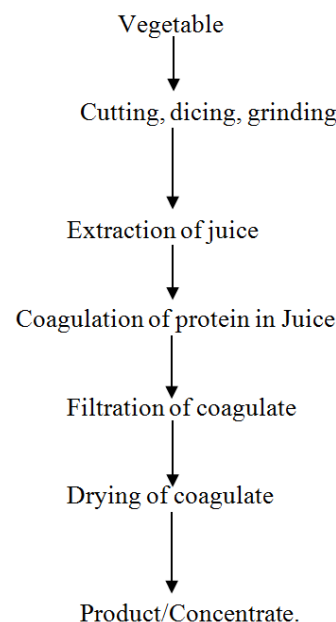 Vegetable
Cutting, dicing, grinding
Extraction of juice
Coagulation of protein in Juice
Filtration of coagulate
Drying of coagulate
Product/Concentrate.